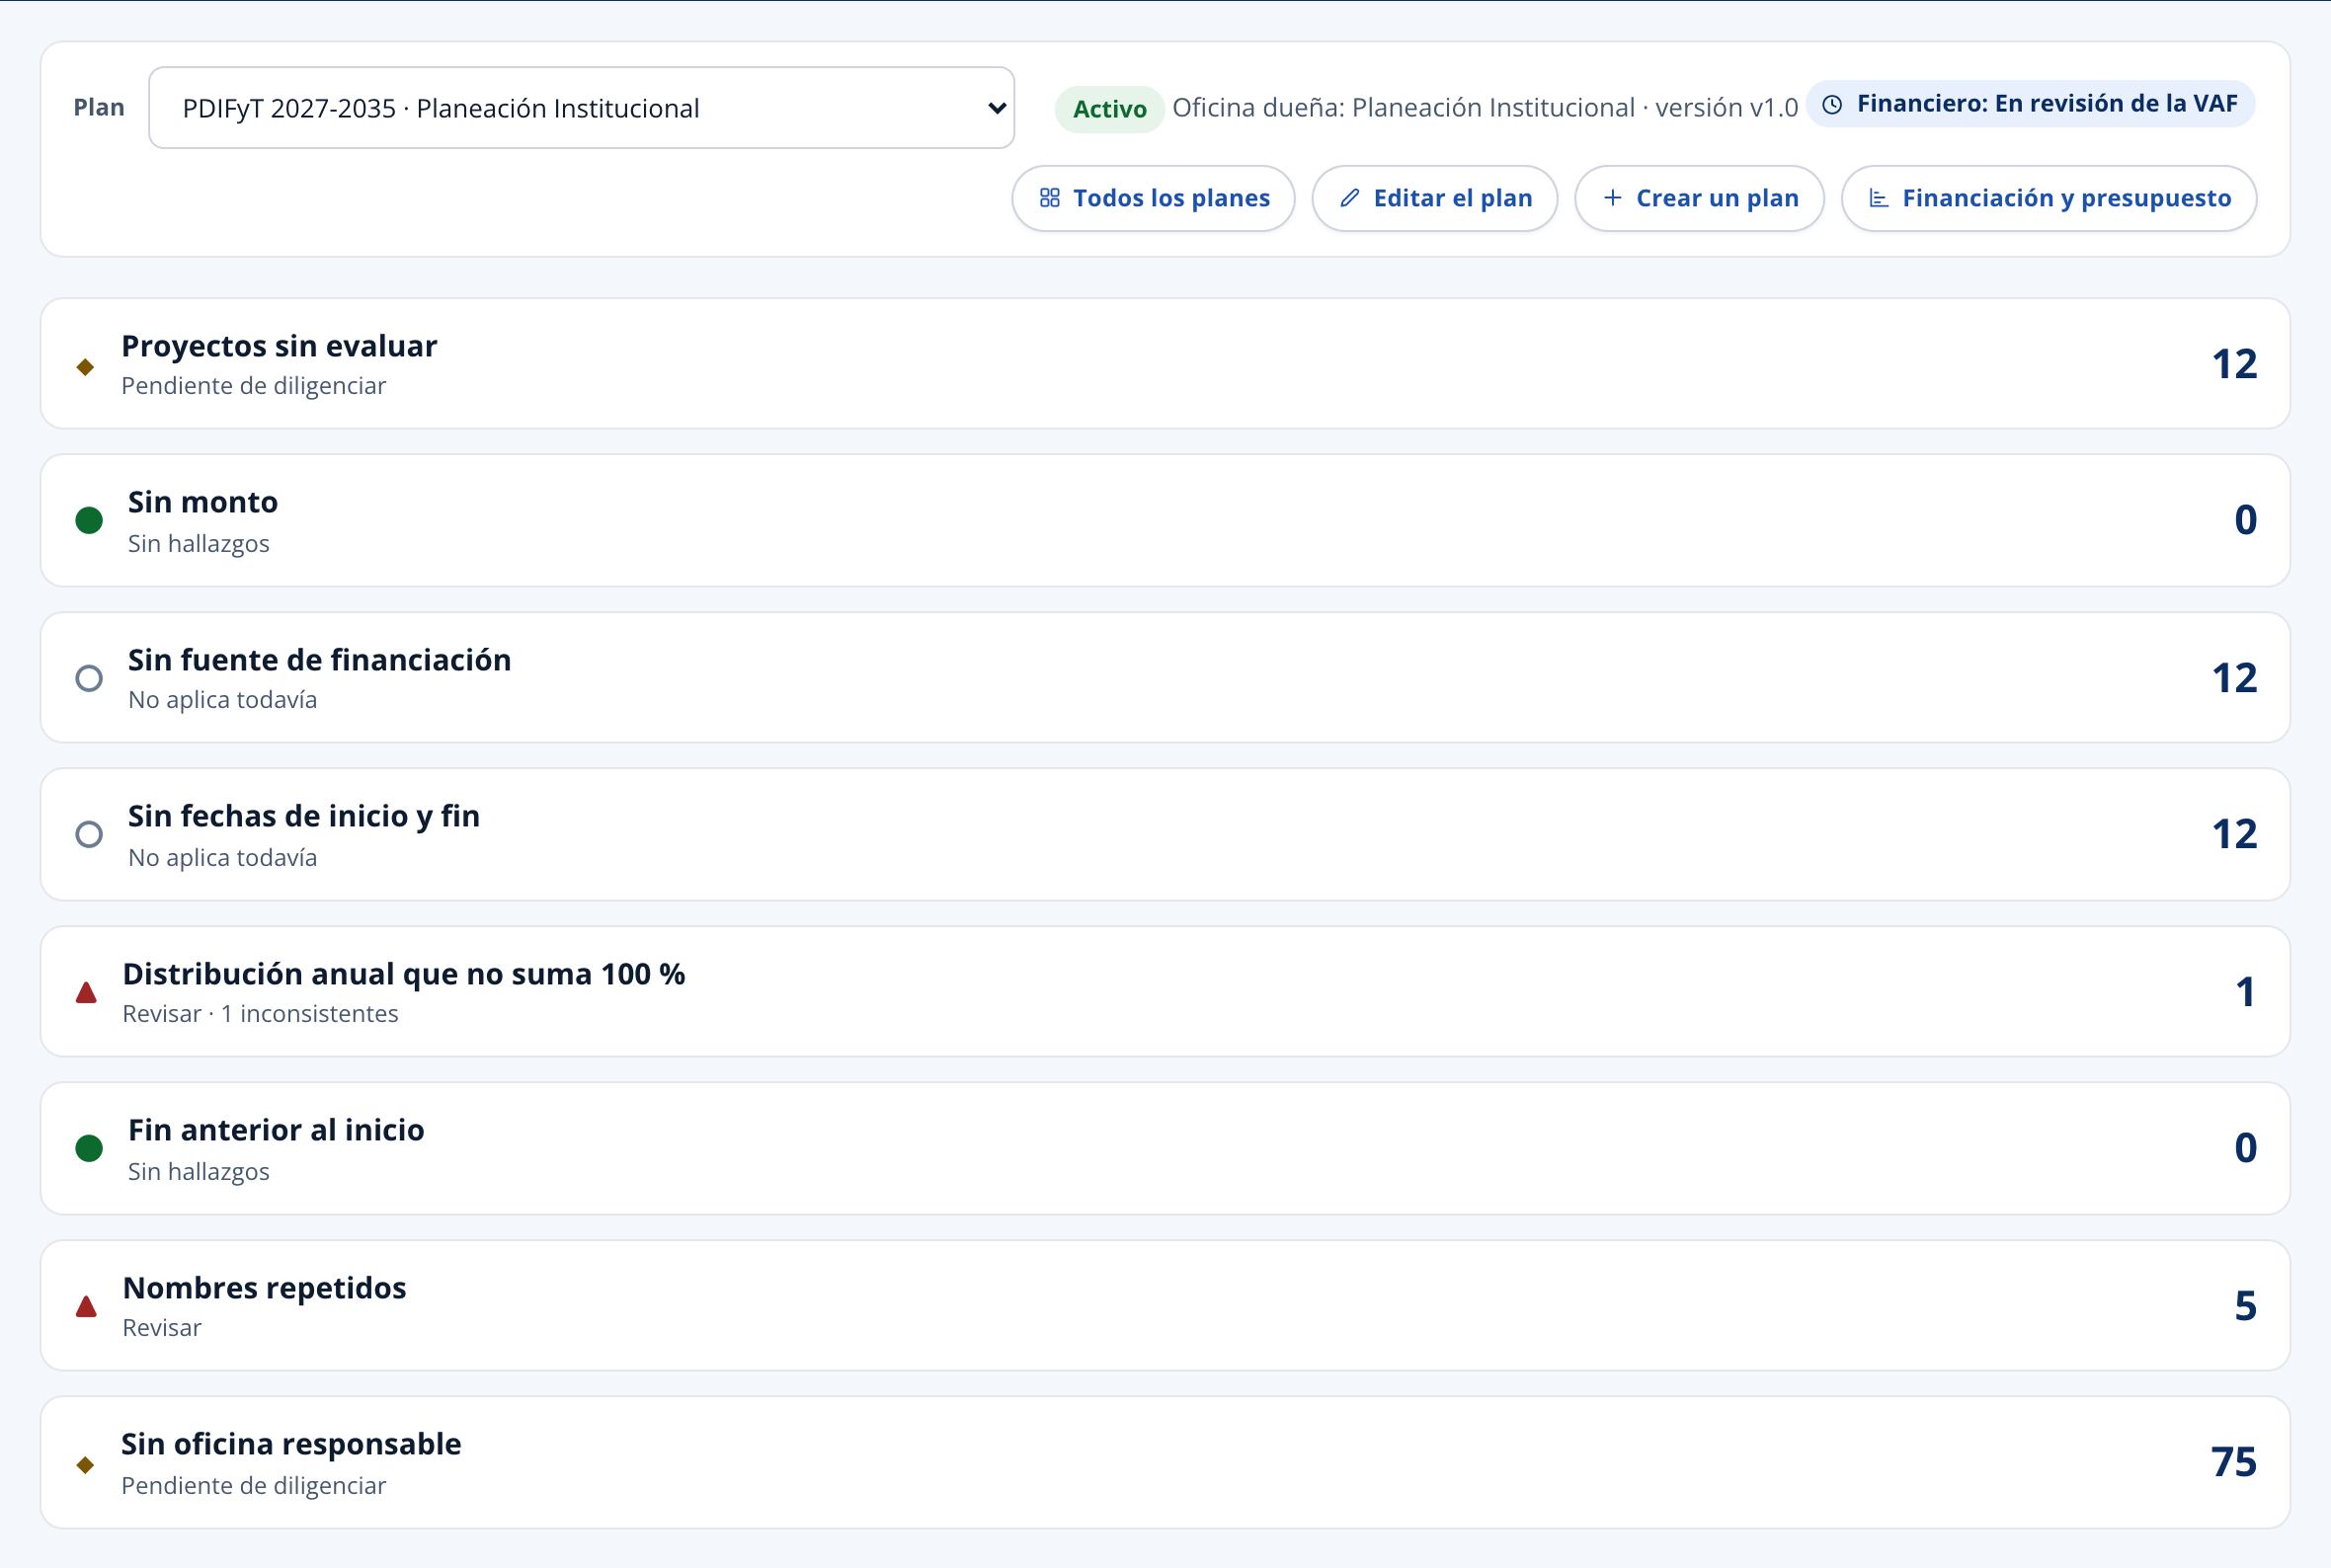 Plan
PDIFyT 2027-2035 · Planeación Institucional
Activo Oficina dueña: Planeación Institucional · versión v1.0 Financiero: En revisión de la VAF
Todos los planes Editar el plan Crear un plan Financiación y presupuesto
Proyectos sin evaluar
Pendiente de diligenciar
12
Sin monto
Sin hallazgos
0
Sin fuente de financiación
No aplica todavía
12
Sin fechas de inicio y fin
No aplica todavía
12
Distribución anual que no suma 100 %
Revisar · 1 inconsistentes
1
Fin anterior al inicio
Sin hallazgos
0
Nombres repetidos
Revisar
5
Sin oficina responsable
Pendiente de diligenciar
75